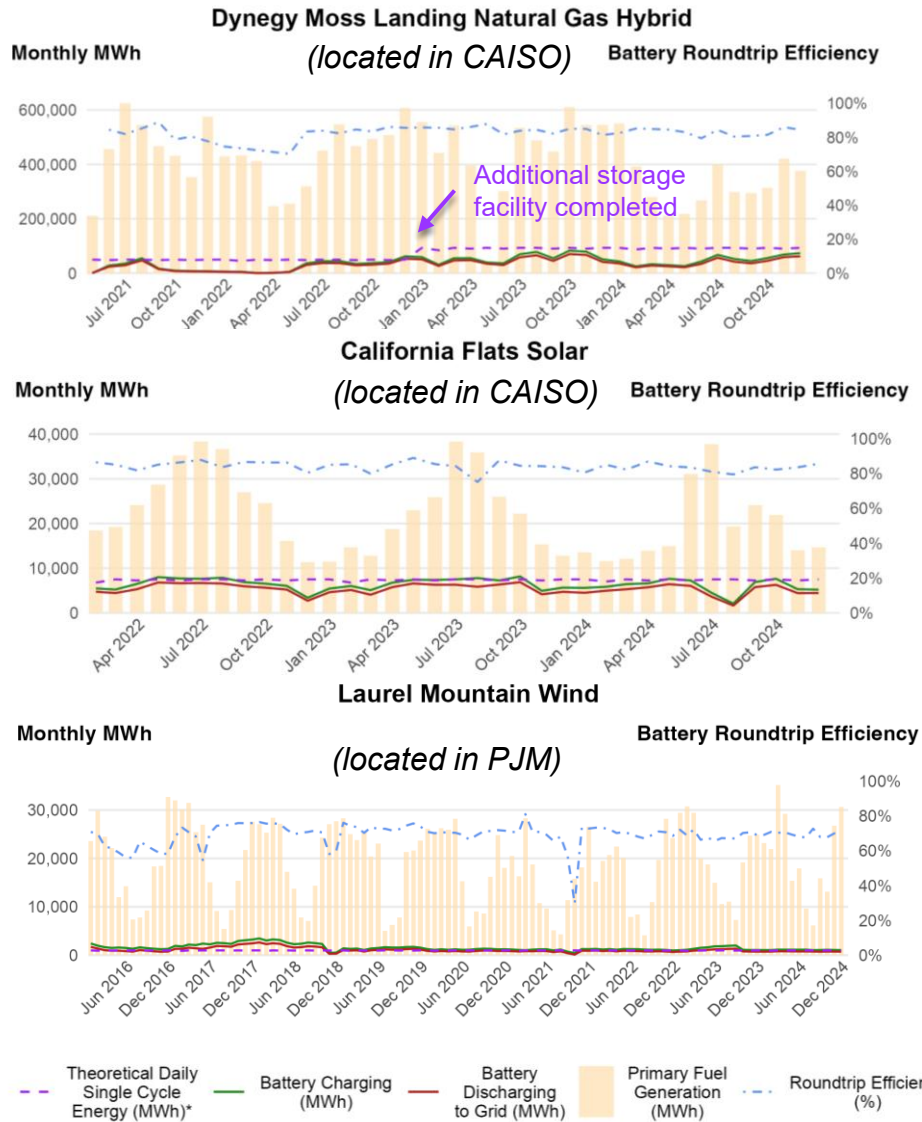 Dynegy Moss Landing Natural Gas Hybrid
Monthly MWh
(located in CAISO)
Battery Roundtrip Efficiency
600,000
400,000
200,000
0
100%
80%
60%
40%
20%
0%
Additional storage
facility completed
Jul 2021
Oct 2021
Jan 2022
Apr 2022
Jul 2022
Oct 2022
Jan 2023
Apr 2023
Jul 2023
Oct 2023
Jan 2024
Apr 2024
Jul 2024
Oct 2024
California Flats Solar
Monthly MWh
(located in CAISO)
Battery Roundtrip Efficiency
40,000
30,000
20,000
10,000
0
100%
80%
60%
40%
20%
0%
Apr 2022
Jul 2022
Oct 2022
Jan 2023
Apr 2023
Jul 2023
Oct 2023
Jan 2024
Apr 2024
Jul 2024
Oct 2024
Laurel Mountain Wind
Monthly MWh
(located in PJM)
Battery Roundtrip Efficiency
30,000
20,000
10,000
0
100%
80%
60%
40%
20%
0%
Jun 2016
Dec 2016
Jun 2017
Dec 2017
Jun 2018
Dec 2018
Jun 2019
Dec 2019
Jun 2020
Dec 2020
Jun 2021
Dec 2021
Jun 2022
Dec 2022
Jun 2023
Dec 2023
Jun 2024
Dec 2024
Theoretical Daily
Single Cycle
Energy (MWh)*
Battery Charging
(MWh)
Battery
Discharging
to Grid (MWh)
Primary Fuel
Generation
(MWh)
Roundtrip Efficien
(%)